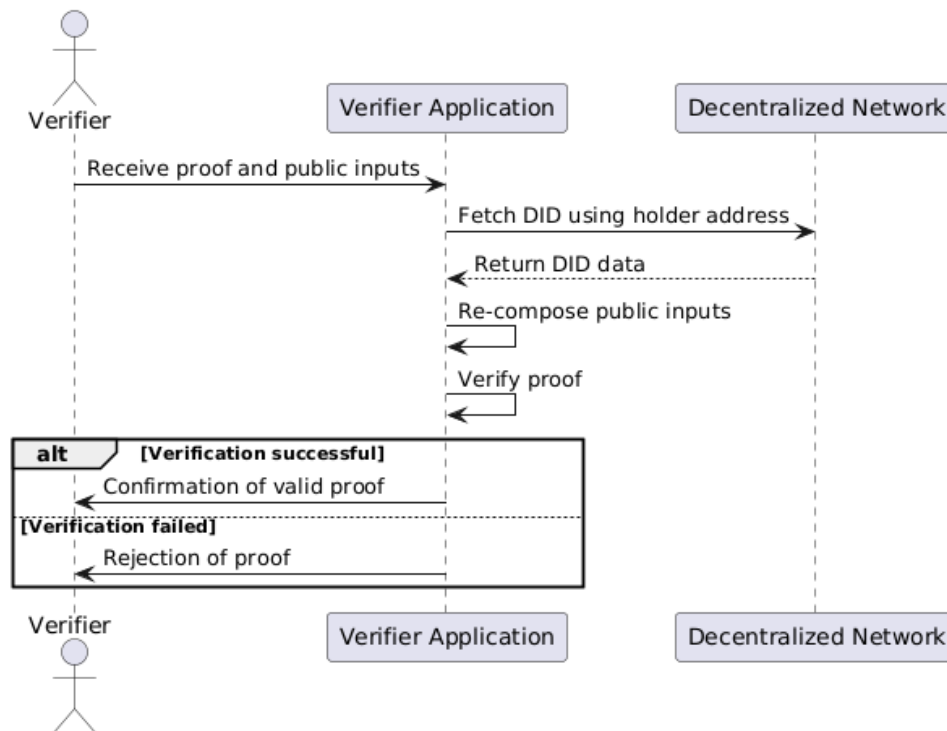 Verifier
Verifier Application
Decentralized Network
Receive proof and public inputs
Fetch DID using holder address
Return DID data
Re-compose public inputs
Verify proof
alt
[Verification successful]
Confirmation of valid proof
[Verification failed]
Rejection of proof
Verifier
Verifier Application
Decentralized Network